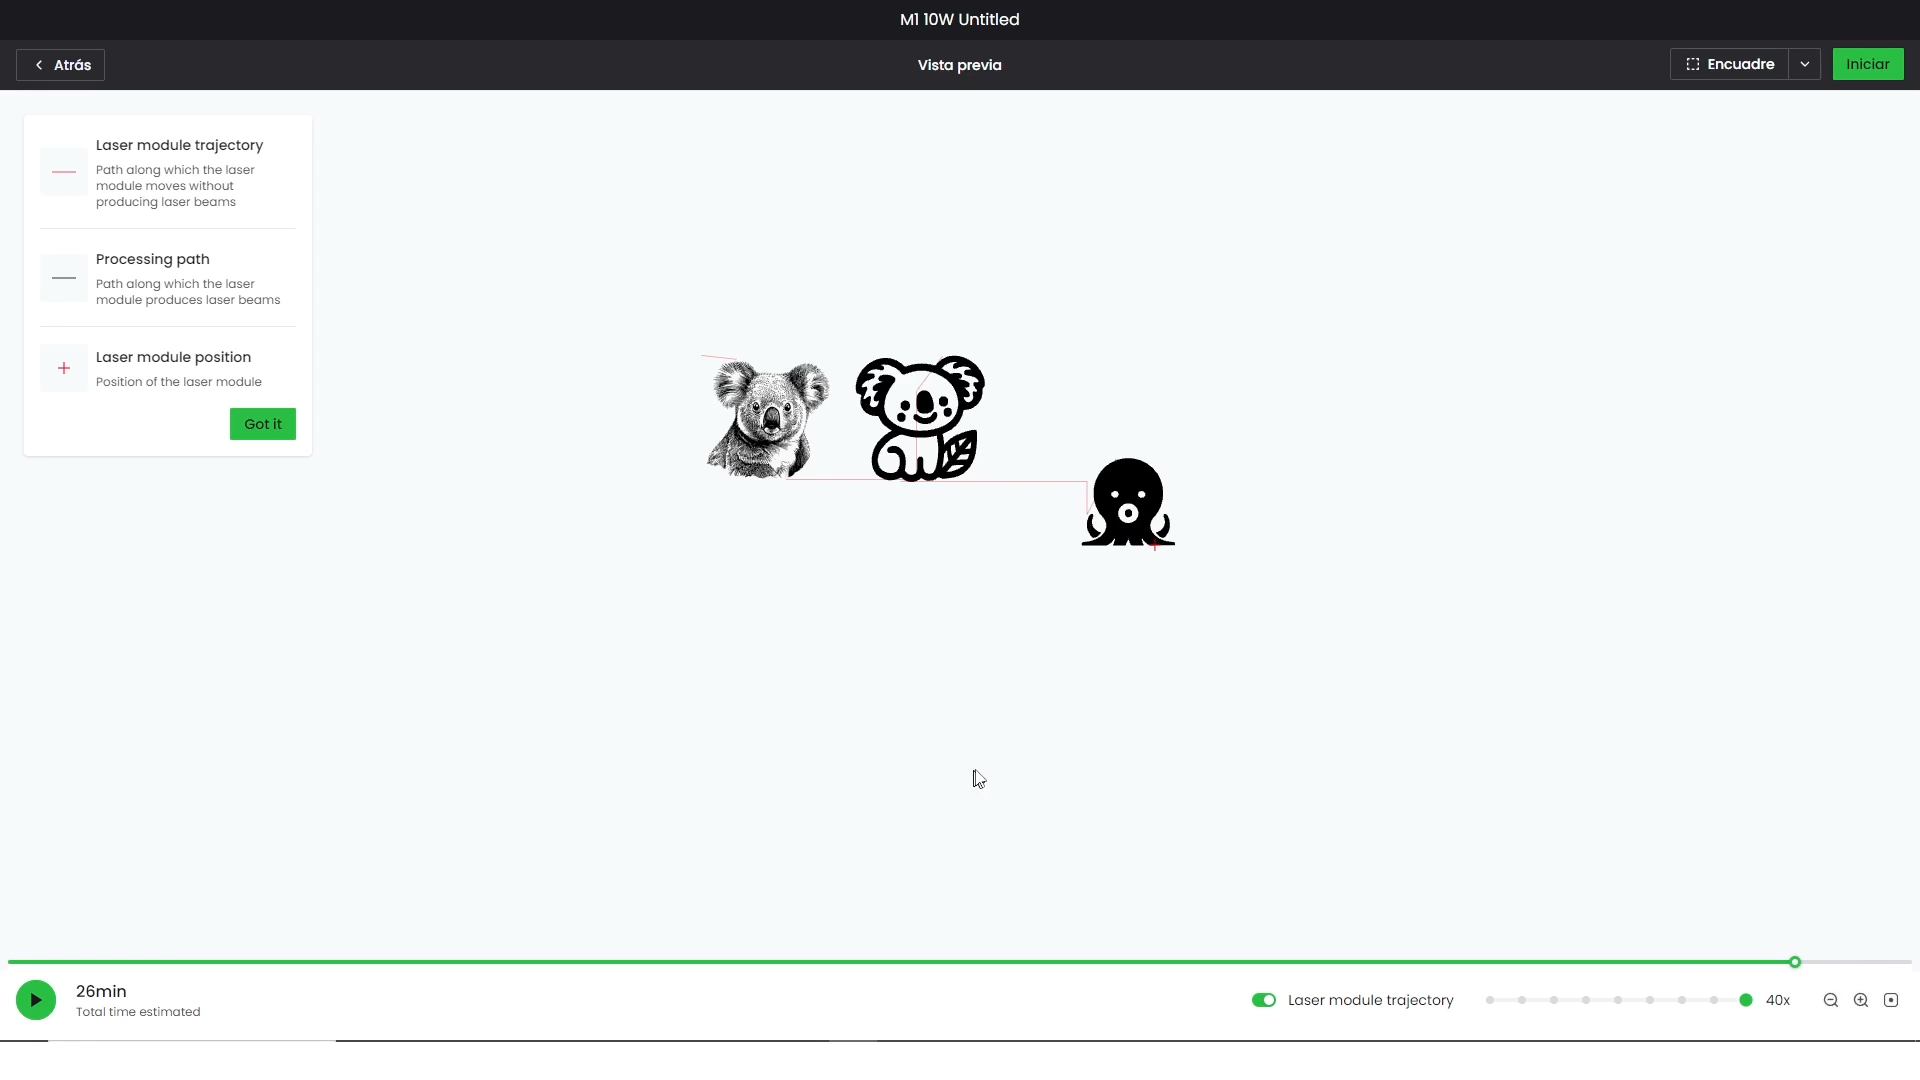 M1 10W Untitled
Atrás
Vista previa
Encuadre
Iniciar
Laser module trajectory
Path along which the laser
module moves without
producing laser beams
Processing path
Path along which the laser
module produces laser beams
Laser module position
Position of the laser module
Got it
26min
Total time estimated
Laser module trajectory
40x